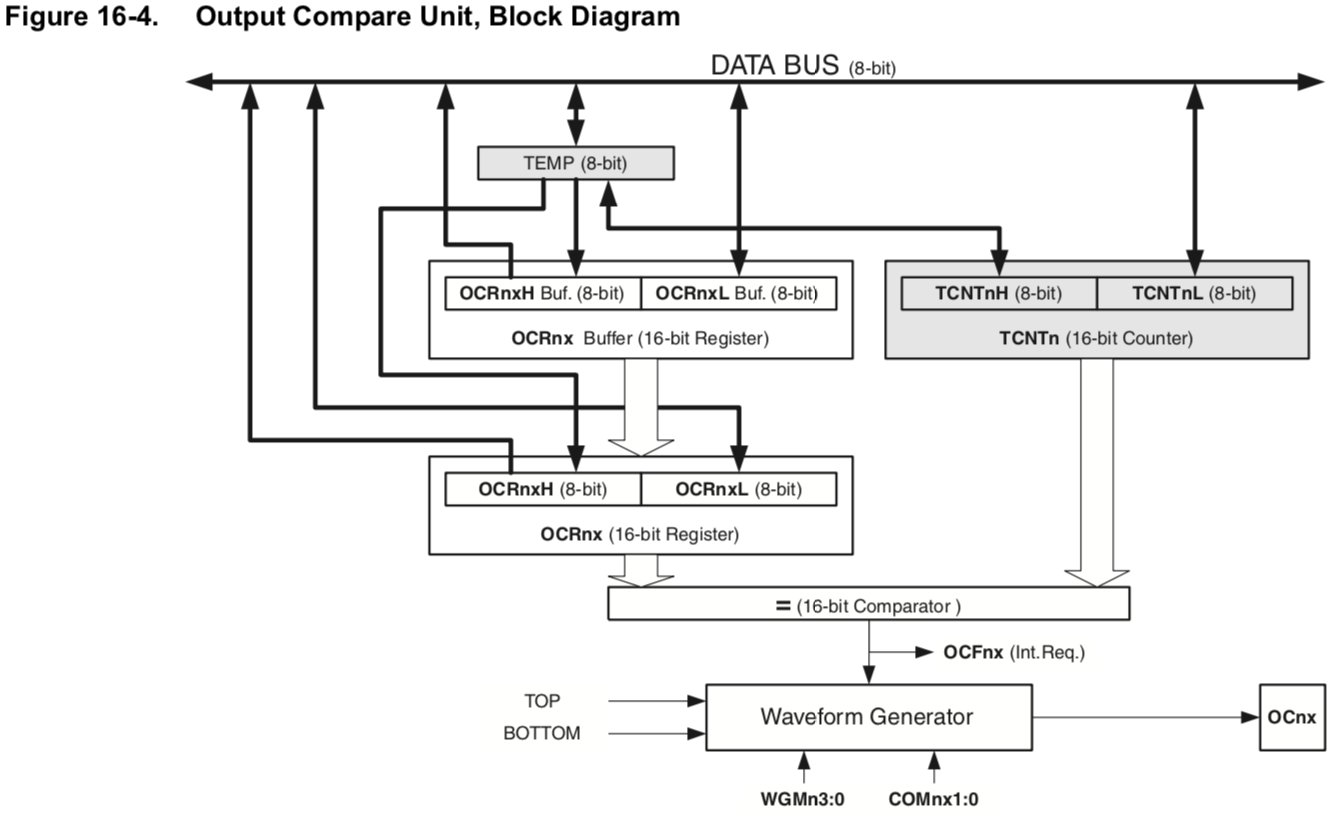 Figure 16-4. Output Compare Unit, Block Diagram
DATA BUS (8-bit)
TEMP (8-bit)
OCRnxH Buf. (8-bit) OCRnxL Buf. (8-bit)
OCRnx Buffer (16-bit Register)
TCNTnH (8-bit) TCNTnL (8-bit)
TCNTn (16-bit Counter)
OCRnxH (8-bit) OCRnxL (8-bit)
OCRnx (16-bit Register)
= (16-bit Comparator )
OCFnx (Int.Req.)
TOP
BOTTOM
Waveform Generator
OCnx
WGMn3:0 COMnx1:0